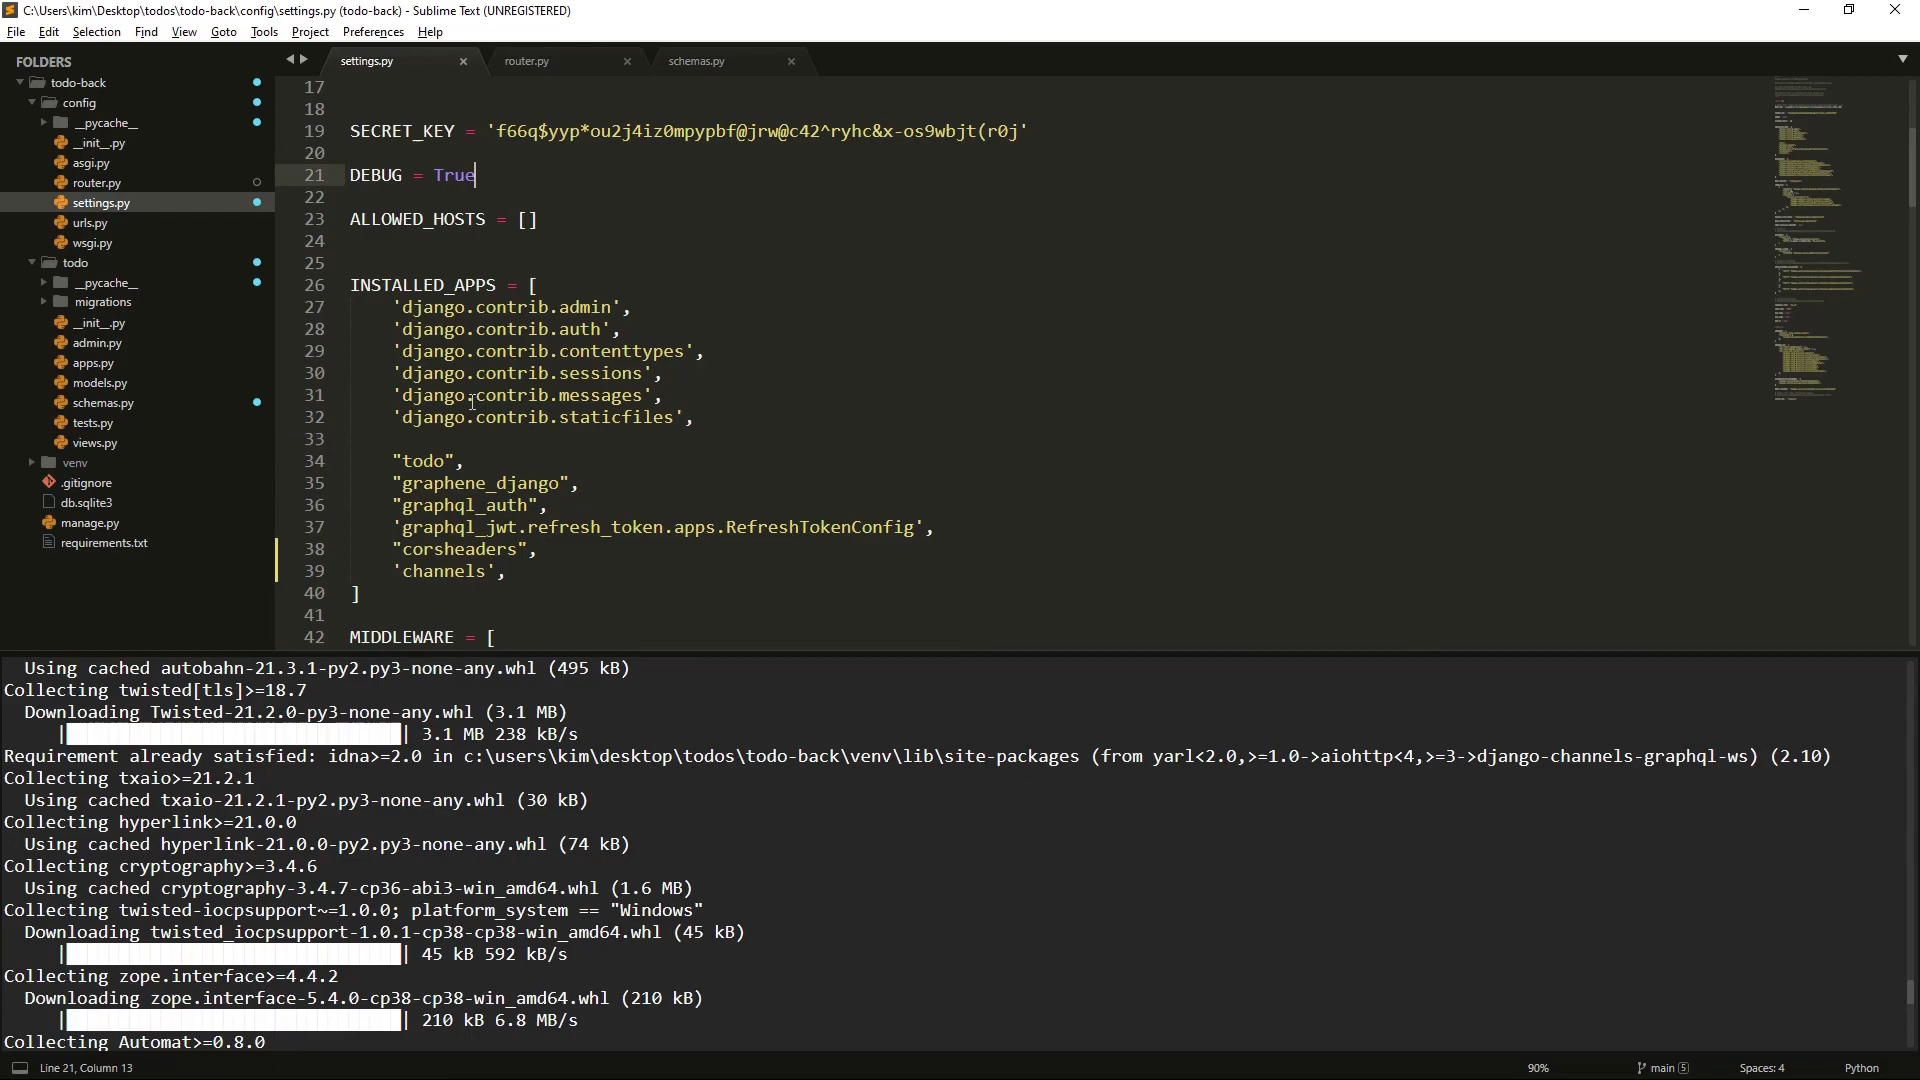 C:\Users\kim\Desktop\todos\todo-back\config\settings.py (todo-back) - Sublime Text (UNREGISTERED)
File Edit Selection Find View Goto Tools Project Preferences Help
FOLDERS
todo-back
config
__pycache__
__init__.py
asgi.py
router.py
settings.py
urls.py
wsgi.py
todo
__pycache__
migrations
__init__.py
admin.py
apps.py
models.py
schemas.py
tests.py
views.py
venv
.gitignore
db.sqlite3
manage.py
requirements.txt
settings.py router.py schemas.py
17
18
19 SECRET_KEY = 'f66q$yyp*ou2j4iz0mpypbf@jrw@c42^ryhc&x-os9wbjt(r0j'
20
21 DEBUG = True
22
23 ALLOWED_HOSTS = []
24
25
26 INSTALLED_APPS = [
27 'django.contrib.admin',
28 'django.contrib.auth',
29 'django.contrib.contenttypes',
30 'django.contrib.sessions',
31 'django.contrib.messages',
32 'django.contrib.staticfiles',
33
34 "todo",
35 "graphene_django",
36 "graphql_auth",
37 'graphql_jwt.refresh_token.apps.RefreshTokenConfig',
38 "corsheaders",
39 'channels',
40 ]
41
42 MIDDLEWARE = [
Using cached autobahn-21.3.1-py2.py3-none-any.whl (495 kB)
Collecting twisted[tls]>=18.7
Downloading Twisted-21.2.0-py3-none-any.whl (3.1 MB)
| | 3.1 MB 238 kB/s
Requirement already satisfied: idna>=2.0 in c:\users\kim\desktop\todos\todo-back\venv\lib\site-packages (from yarl<2.0,>=1.0->aiohttp<4,>=3->django-channels-graphql-ws) (2.10)
Collecting txaio>=21.2.1
Using cached txaio-21.2.1-py2.py3-none-any.whl (30 kB)
Collecting hyperlink>=21.0.0
Using cached hyperlink-21.0.0-py2.py3-none-any.whl (74 kB)
Collecting cryptography>=3.4.6
Using cached cryptography-3.4.7-cp36-abi3-win_amd64.whl (1.6 MB)
Collecting twisted-iocpsupport~=1.0.0; platform_system == "Windows"
Downloading twisted_iocpsupport-1.0.1-cp38-cp38-win_amd64.whl (45 kB)
| | 45 kB 592 kB/s
Collecting zope.interface>=4.4.2
Downloading zope.interface-5.4.0-cp38-cp38-win_amd64.whl (210 kB)
| | 210 kB 6.8 MB/s
Collecting Automat>=0.8.0
Line 21, Column 13 90% main 5 Spaces: 4 Python